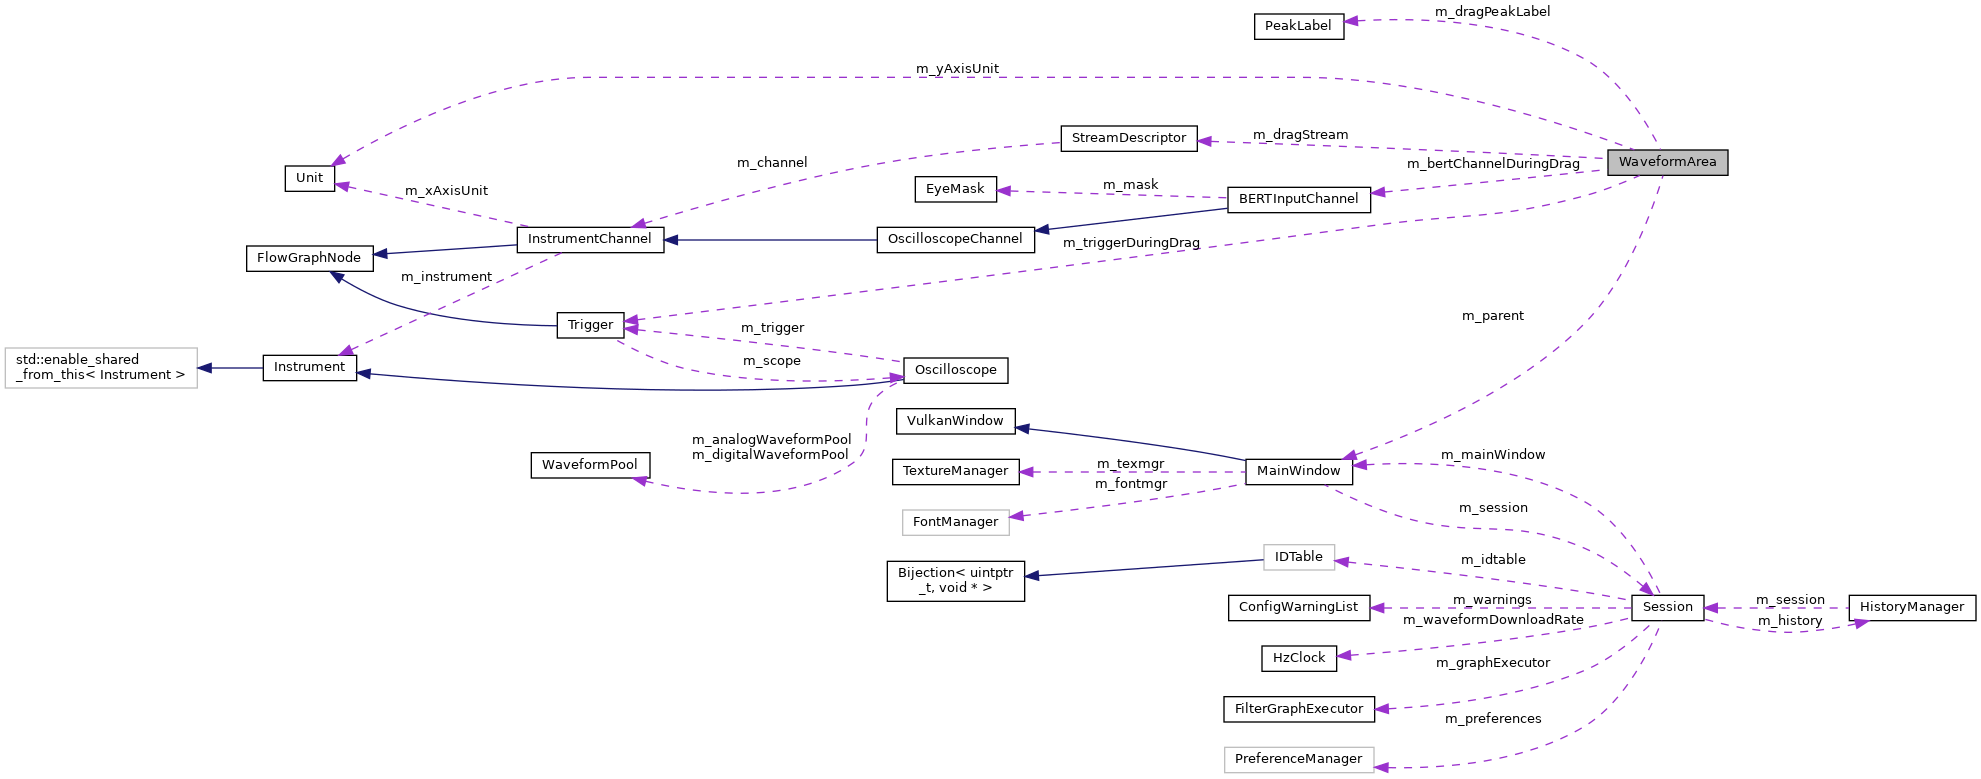 m_dragPeakLabel
PeakLabel
m_yAxisUnit
StreamDescriptor
m_dragStream
WaveformArea
m_channel
m_bertChannelDuringDrag
Unit
m_xAxisUnit
EyeMask
m_mask
BERTInputChannel
InstrumentChannel
OscilloscopeChannel
m_triggerDuringDrag
FlowGraphNode
m_instrument
m_parent
Trigger
m_trigger
std::enable_shared
_from_this< Instrument >
Instrument
m_scope
Oscilloscope
VulkanWindow
m_analogWaveformPool
m_digitalWaveformPool
WaveformPool
m_mainWindow
TextureManager
m_texmgr
MainWindow
m_fontmgr
m_session
FontManager
IDTable
m_idtable
Bijection< uintptr
_t, void * >
ConfigWarningList
m_warnings
Session
m_session
HistoryManager
m_waveformDownloadRate
m_history
HzClock
m_graphExecutor
FilterGraphExecutor
m_preferences
PreferenceManager